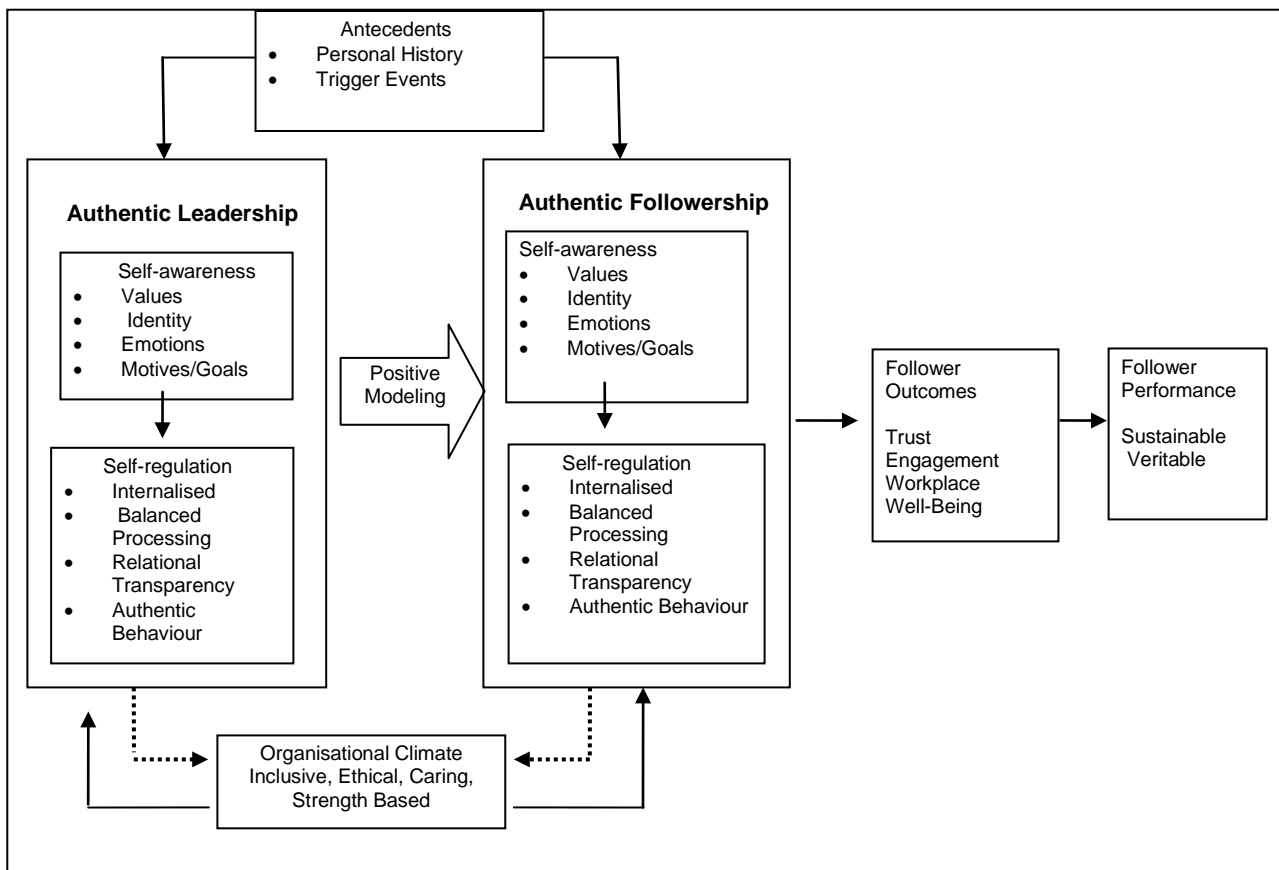 Antecedents
• Personal History
• Trigger Events
Authentic Leadership
Self-awareness
• Values
• Identity
• Emotions
• Motives/Goals
Self-regulation
• Internalised
• Balanced
Processing
• Relational
Transparency
• Authentic
Behaviour
Positive
Modeling
Authentic Followership
Self-awareness
• Values
• Identity
• Emotions
• Motives/Goals
Self-regulation
• Internalised
• Balanced
Processing
• Relational
Transparency
• Authentic Behaviour
Follower
Outcomes
Trust
Engagement
Workplace
Well-Being
Follower
Performance
Sustainable
Veritable
Organisational Climate
Inclusive, Ethical, Caring,
Strength Based